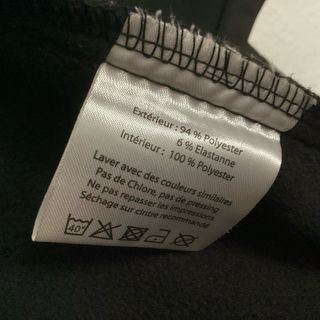 Extérieur : 94 % Polyester
6 % Elastanne
Intérieur : 100 % Polyester
Laver avec des couleurs similaires
Pas de Chlore, pas de pressing
Ne pas repasser les impressions
Séchage sur cintre recommandé
40°